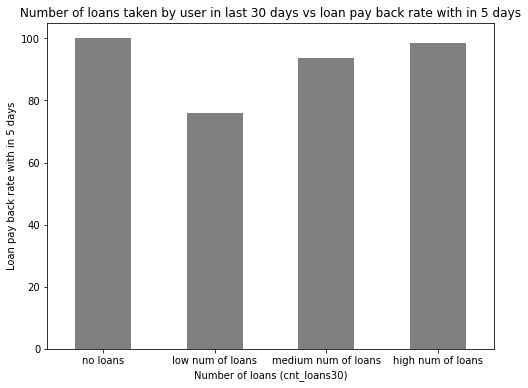 Number of loans taken by user in last 30 days vs loan pay back rate with in 5 days
Loan pay back rate with in 5 days
100
80
60
40
20
0
no loans
low num of loans
medium num of loans
high num of loans
Number of loans (cnt_loans30)